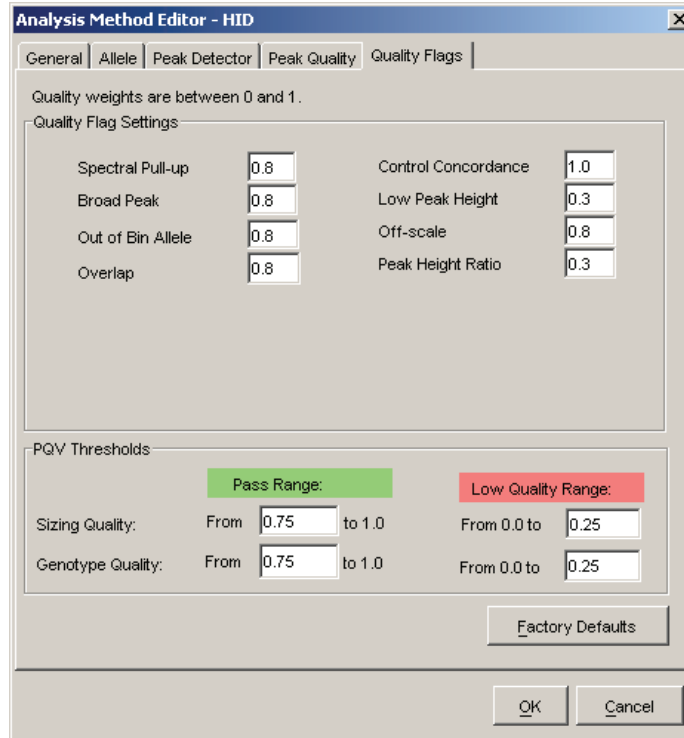 Analysis Method Editor - HID
General Allele Peak Detector Peak Quality Quality Flags
Quality weights are between 0 and 1.
Quality Flag Settings
Spectral Pull-up 0.8 Control Concordance 1.0
Broad Peak 0.8 Low Peak Height 0.3
Out of Bin Allele 0.8 Off-scale 0.8
Overlap 0.8 Peak Height Ratio 0.3
PQV Thresholds
Pass Range: Low Quality Range:
Sizing Quality: From 0.75 to 1.0 From 0.0 to 0.25
Genotype Quality: From 0.75 to 1.0 From 0.0 to 0.25
Factory Defaults
OK Cancel